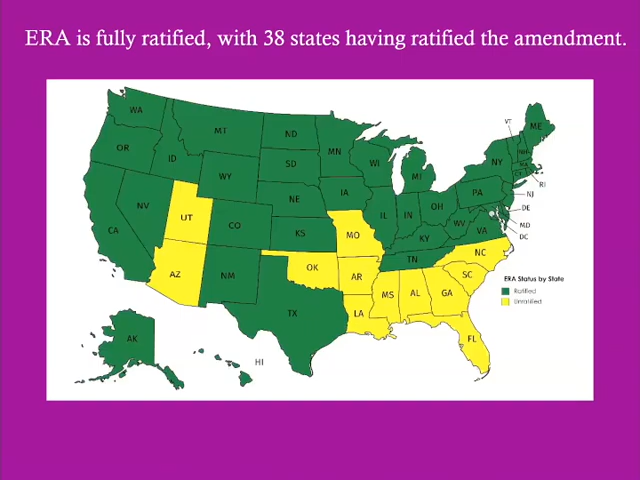 ERA is fully ratified, with 38 states having ratified the amendment.
WA
MT
ND
MN
VT
ME
OR
ID
SD
WI
NY
NH
WY
MI
RI
IA
PA
NJ
NV
NE
OH
UT
IL
IN
DE
CO
WV
MD
CA
KS
MO
KY
VA
DC
TN
NC
AZ
NM
OK
AR
SC
ERA Status by State
Ratified
Unratified
MS
AL
GA
TX
LA
AK
FL
HI